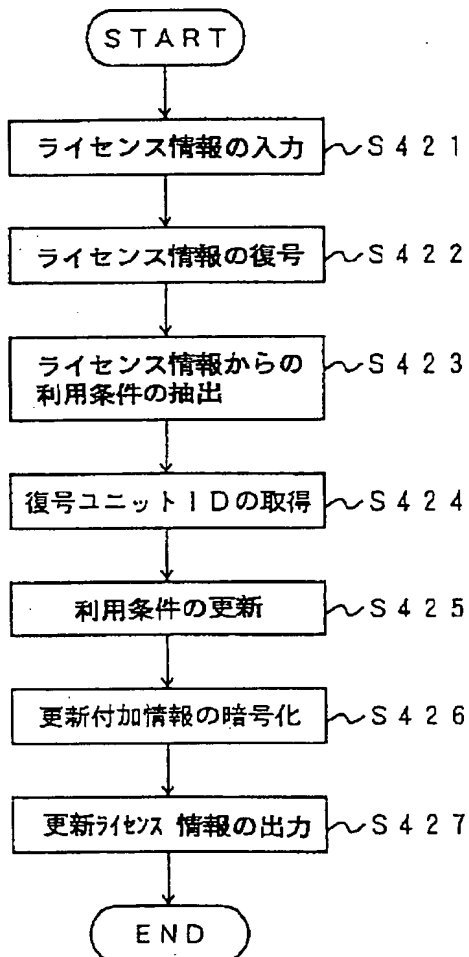 START
ライセンス情報の入力 ~S421
ライセンス情報の復号 ~S422
ライセンス情報からの ~S423
利用条件の抽出
復号ユニットIDの取得 ~S424
利用条件の更新 ~S425
更新付加情報の暗号化 ~S426
更新ﾗｲｾﾝｽ 情報の出力 ~S427
END